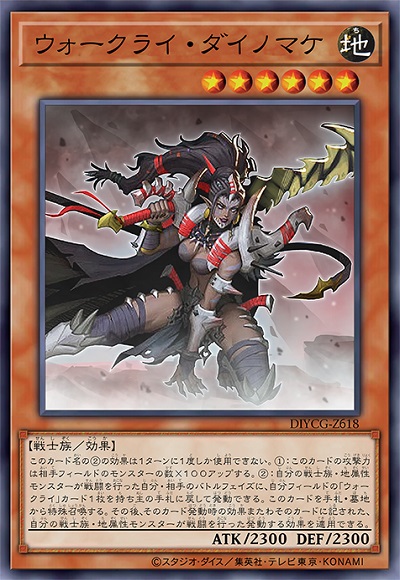 ウォークライ・ダイノマケ
地
DIYCG-Z618
【戦士族／効果】
このカード名の②の効果は1ターンに1度しか使用できない。①：このカードの攻撃力
は相手フィールドのモンスターの数×100アップする。②：自分の戦士族・地属性
モンスターが戦闘を行った自分・相手のバトルフェイズに、自分フィールドの「ウォー
クライ」カード1枚を持ち主の手札に戻して発動できる。このカードを手札・墓地
から特殊召喚する。その後、そのカード発動時の効果またわそのカードに記された、
自分の戦士族・地属性モンスターが戦闘を行った発動する効果を適用できる。
ATK/2300 DEF/2300
©スタジオ・ダイス／集英社・テレビ東京・KONAMI